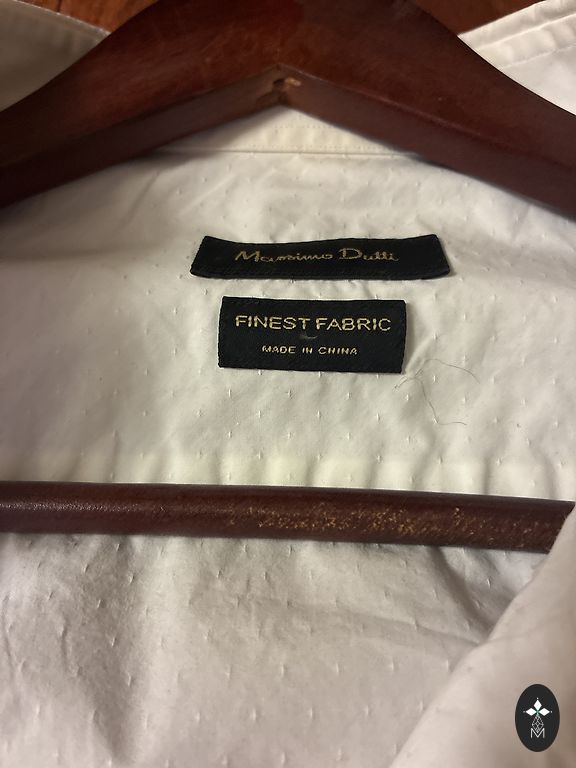 Massimo Dutti
FINEST FABRIC
MADE IN CHINA
M